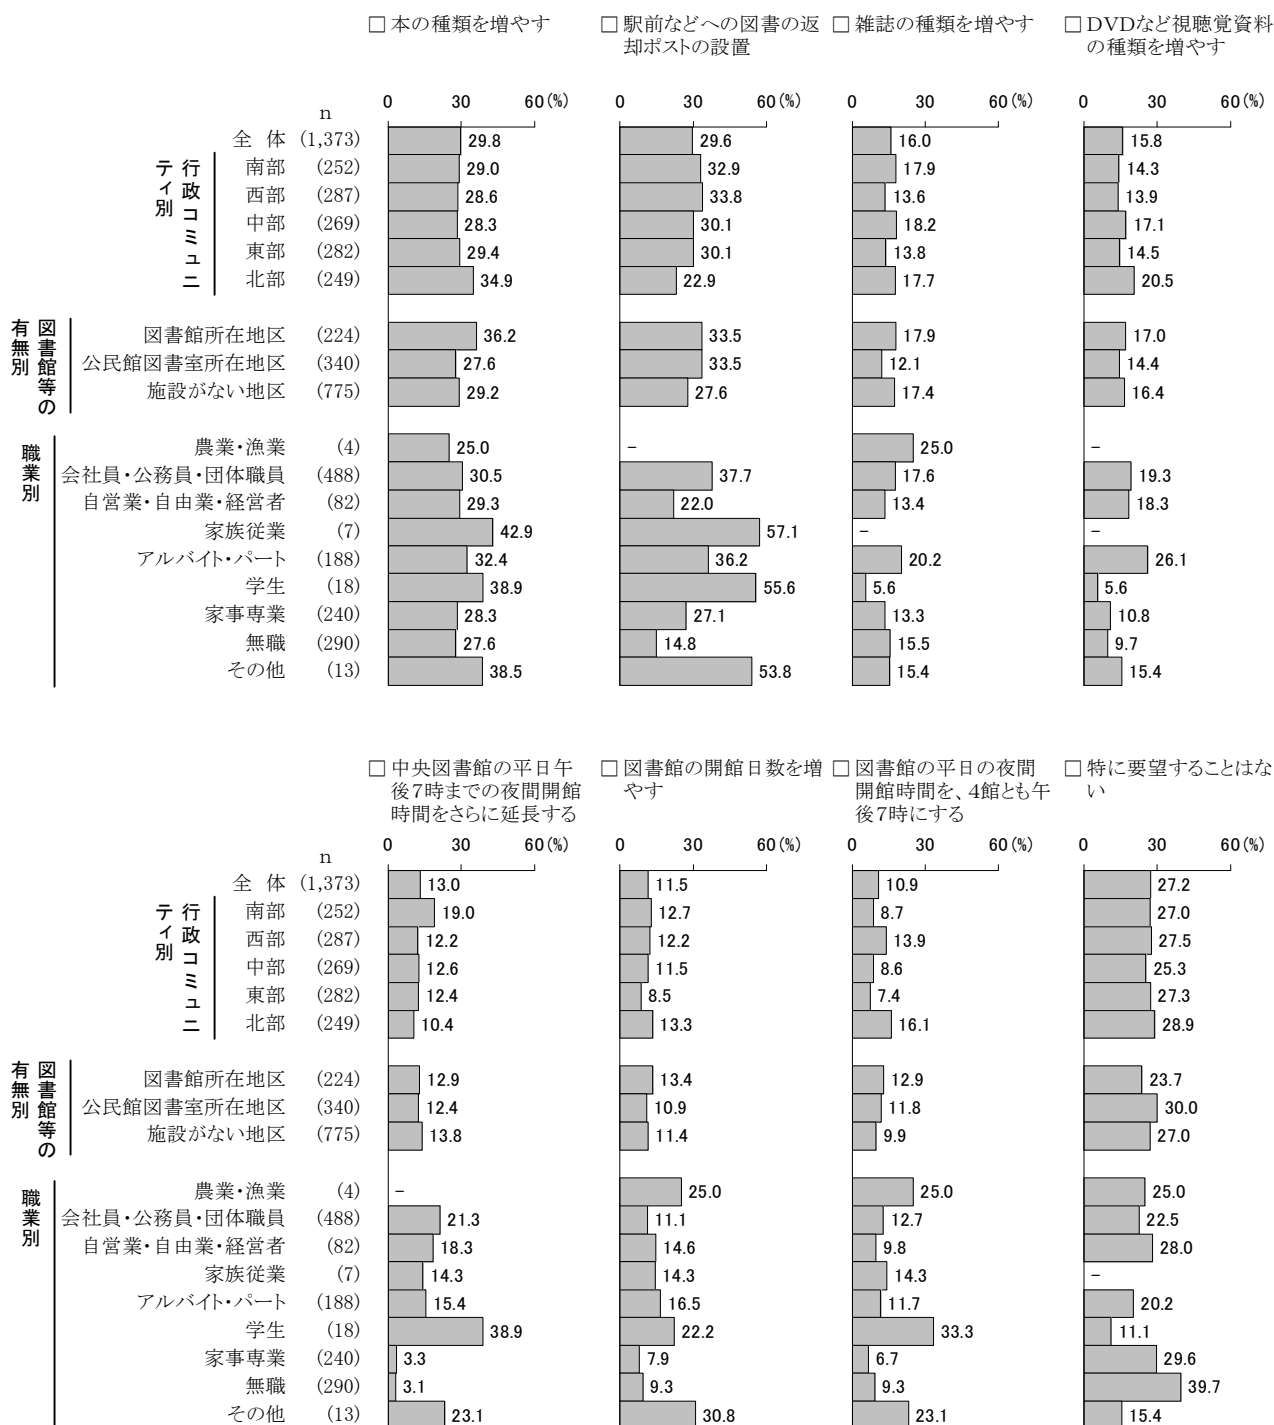 □ 本の種類を増やす
□ 駅前などへの図書の返
却ポストの設置
□ 雑誌の種類を増やす
□ DVDなど視聴覚資料
の種類を増やす
0 30 60(%) 0 30 60(%) 0 30 60(%) 0 30 60(%)
n
全 体 (1,373) 29.8 29.6 16.0 15.8
行政コミュニ
ティ別
南部 (252) 29.0 32.9 17.9 14.3
西部 (287) 28.6 33.8 13.6 13.9
中部 (269) 28.3 30.1 18.2 17.1
東部 (282) 29.4 30.1 13.8 14.5
北部 (249) 34.9 22.9 17.7 20.5
図書館等の
有無別
図書館所在地区 (224) 36.2 33.5 17.9 17.0
公民館図書室所在地区 (340) 27.6 33.5 12.1 14.4
施設がない地区 (775) 29.2 27.6 17.4 16.4
職業別
農業・漁業 (4) 25.0 − 25.0 −
会社員・公務員・団体職員 (488) 30.5 37.7 17.6 19.3
自営業・自由業・経営者 (82) 29.3 22.0 13.4 18.3
家族従業 (7) 42.9 57.1 − −
アルバイト・パート (188) 32.4 36.2 20.2 26.1
学生 (18) 38.9 55.6 5.6 5.6
家事専業 (240) 28.3 27.1 13.3 10.8
無職 (290) 27.6 14.8 15.5 9.7
その他 (13) 38.5 53.8 15.4 15.4
□ 中央図書館の平日午
後7時までの夜間開館
時間をさらに延長する
□ 図書館の開館日数を増
やす
□ 図書館の平日の夜間
開館時間を、4館とも午
後7時にする
□ 特に要望することはな
い
0 30 60(%) 0 30 60(%) 0 30 60(%) 0 30 60(%)
n
全 体 (1,373) 13.0 11.5 10.9 27.2
行政コミュニ
ティ別
南部 (252) 19.0 12.7 8.7 27.0
西部 (287) 12.2 12.2 13.9 27.5
中部 (269) 12.6 11.5 8.6 25.3
東部 (282) 12.4 8.5 7.4 27.3
北部 (249) 10.4 13.3 16.1 28.9
図書館等の
有無別
図書館所在地区 (224) 12.9 13.4 12.9 23.7
公民館図書室所在地区 (340) 12.4 10.9 11.8 30.0
施設がない地区 (775) 13.8 11.4 9.9 27.0
職業別
農業・漁業 (4) − 25.0 25.0 25.0
会社員・公務員・団体職員 (488) 21.3 11.1 12.7 22.5
自営業・自由業・経営者 (82) 18.3 14.6 9.8 28.0
家族従業 (7) 14.3 14.3 14.3 −
アルバイト・パート (188) 15.4 16.5 11.7 20.2
学生 (18) 38.9 22.2 33.3 11.1
家事専業 (240) 3.3 7.9 6.7 29.6
無職 (290) 3.1 9.3 9.3 39.7
その他 (13) 23.1 30.8 23.1 15.4